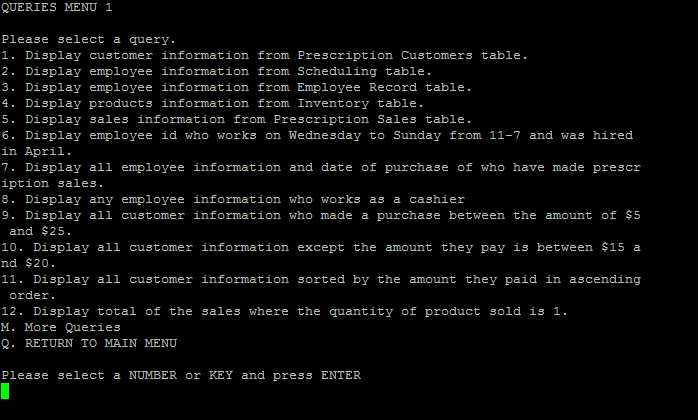 QUERIES MENU 1
Please select a query.
1. Display customer information from Prescription Customers table.
2. Display employee information from Scheduling table.
3. Display employee information from Employee Record table.
4. Display products information from Inventory table.
5. Display sales information from Prescription Sales table.
6. Display employee id who works on Wednesday to Sunday from 11-7 and was hired
in April.
7. Display all employee information and date of purchase of who have made prescr
iption sales.
8. Display any employee information who works as a cashier
9. Display all customer information who made a purchase between the amount of $5
 and $25.
10. Display all customer information except the amount they pay is between $15 a
nd $20.
11. Display all customer information sorted by the amount they paid in ascending
 order.
12. Display total of the sales where the quantity of product sold is 1.
M. More Queries
Q. RETURN TO MAIN MENU
Please select a NUMBER or KEY and press ENTER